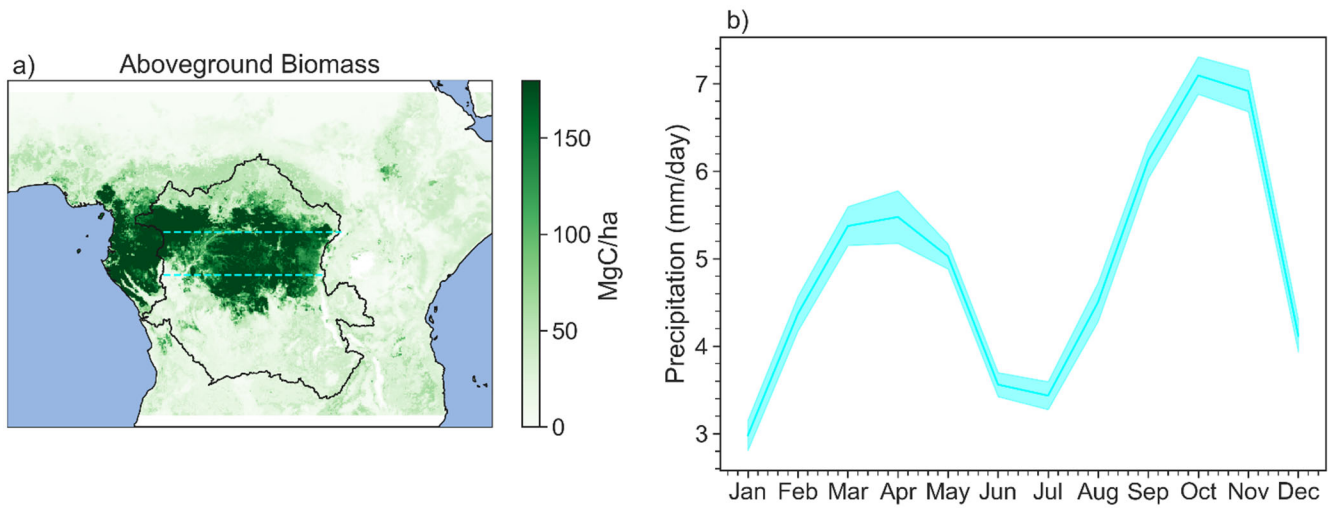 a)
Aboveground Biomass
150
100
50
0
MgC/ha
b)
Precipitation (mm/day)
7
6
5
4
3
Jan Feb Mar Apr May Jun Jul Aug Sep Oct Nov Dec